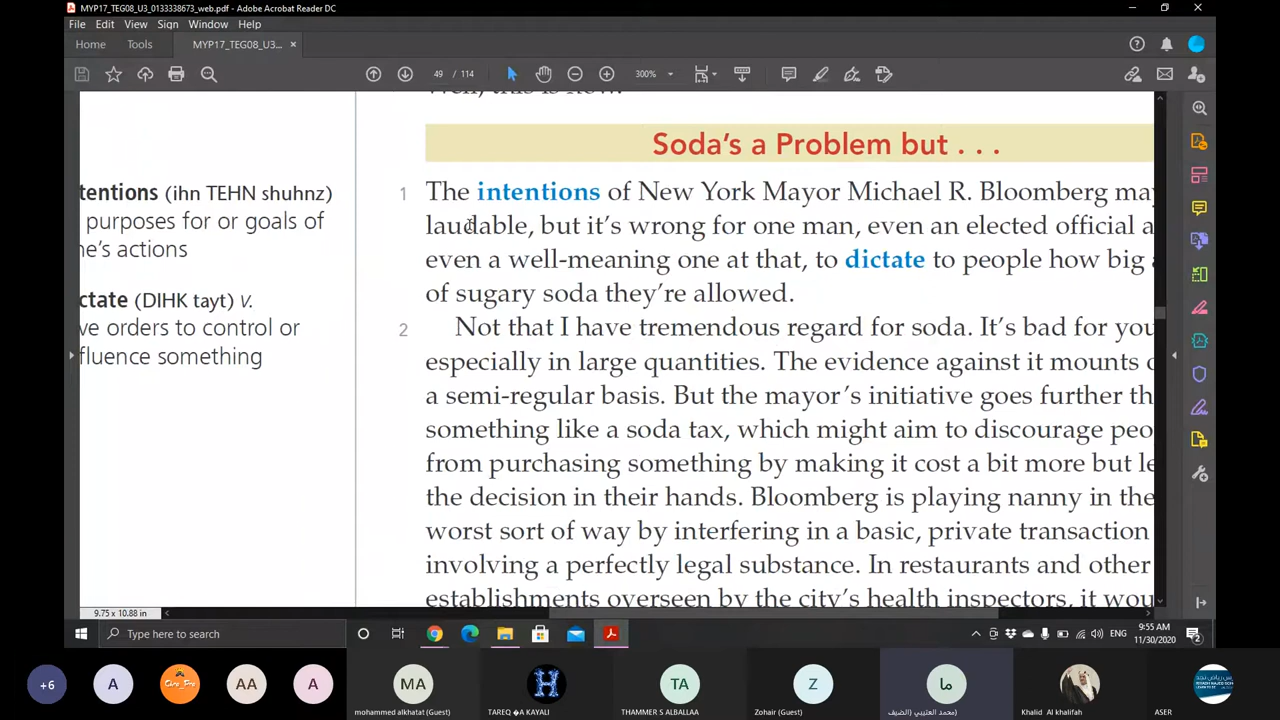 MYP17_TEG08_U3_0133338673_web.pdf - Adobe Acrobat Reader DC
File Edit View Sign Window Help
Home Tools MYP17_TEG08_U3... ×
49 / 114 300%
Soda's a Problem but . . .
tentions (ihn TEHN shuhnz)
purposes for or goals of
ne's actions
ctate (DIHK tayt) v.
ve orders to control or
fluence something
1 The intentions of New York Mayor Michael R. Bloomberg may
laudable, but it's wrong for one man, even an elected official a
even a well-meaning one at that, to dictate to people how big
of sugary soda they're allowed.
2 Not that I have tremendous regard for soda. It's bad for you
especially in large quantities. The evidence against it mounts
a semi-regular basis. But the mayor's initiative goes further th
something like a soda tax, which might aim to discourage peo
from purchasing something by making it cost a bit more but le
the decision in their hands. Bloomberg is playing nanny in the
worst sort of way by interfering in a basic, private transaction
involving a perfectly legal substance. In restaurants and other
establishments overseen by the city's health inspectors, it wou
9.75 x 10.88 in
Type here to search
ENG
9:55 AM
11/30/2020
2
+6 A AA A MA TA Z ما
mohammed alkhatat (Guest) TAREQ �A KAYALI THAMMER S ALBALLAA Zohair (Guest) محمد العتيبي (الضيف) Khalid Al khalifah ASER